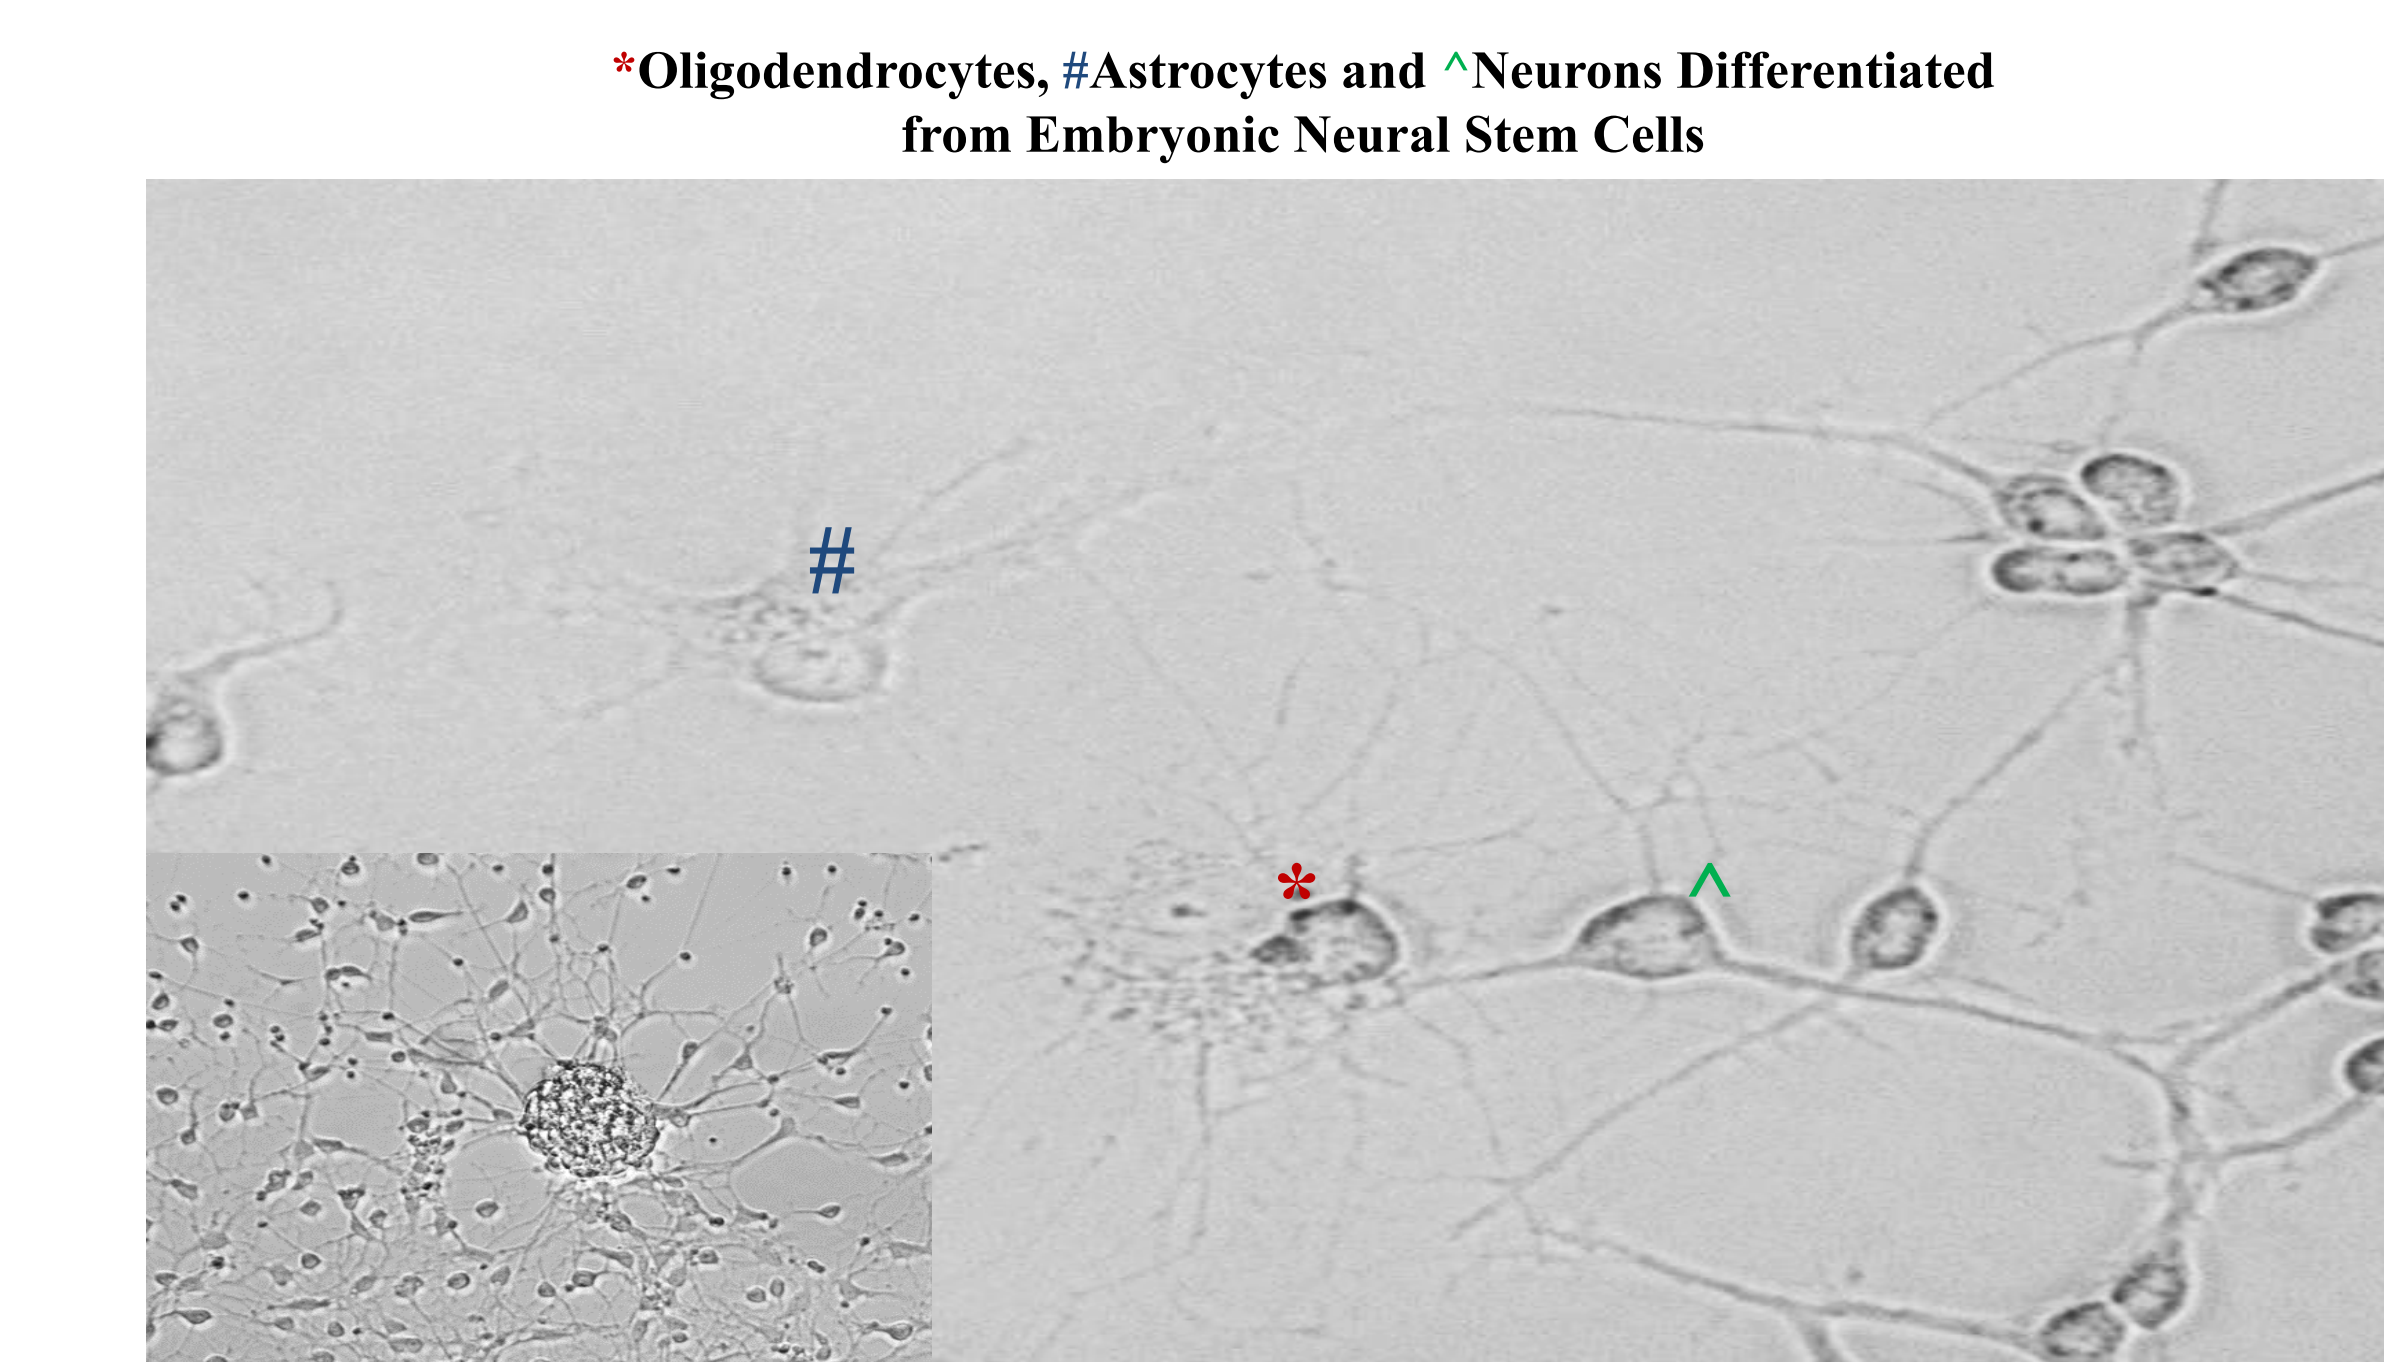 *Oligodendrocytes, #Astrocytes and ^Neurons Differentiated
from Embryonic Neural Stem Cells
#
*
^